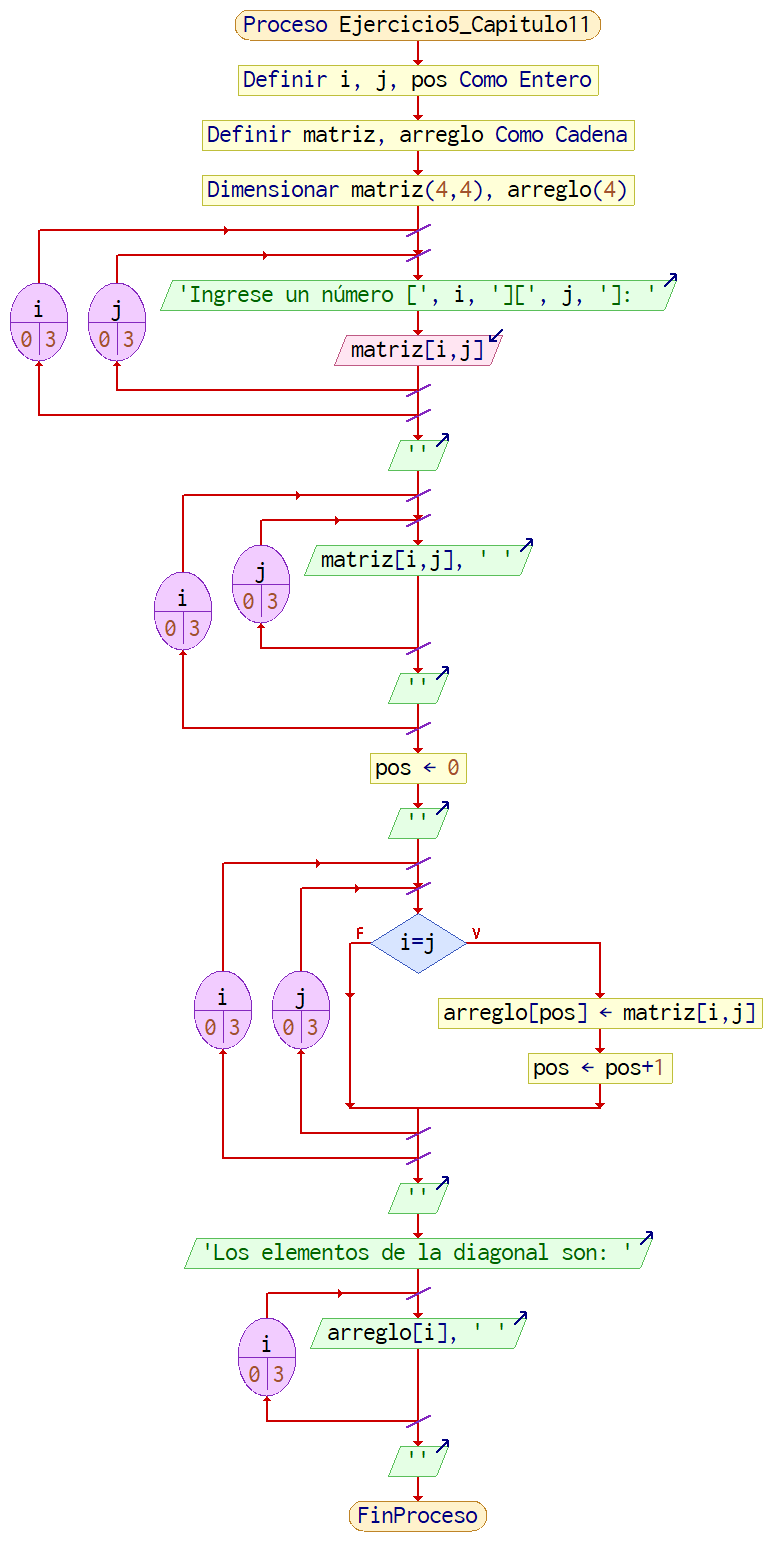 Proceso Ejercicio5_Capitulo11
Definir i, j, pos Como Entero
Definir matriz, arreglo Como Cadena
Dimensionar matriz(4,4), arreglo(4)
i
0 3
j
0 3
'Ingrese un número [', i, '][', j, ']: '
matriz[i,j]
''
i
0 3
j
0 3
matriz[i,j], ' '
''
pos ← 0
''
i
0 3
j
0 3
F
i=j
V
arreglo[pos] ← matriz[i,j]
pos ← pos+1
''
'Los elementos de la diagonal son: '
i
0 3
arreglo[i], ' '
''
FinProceso